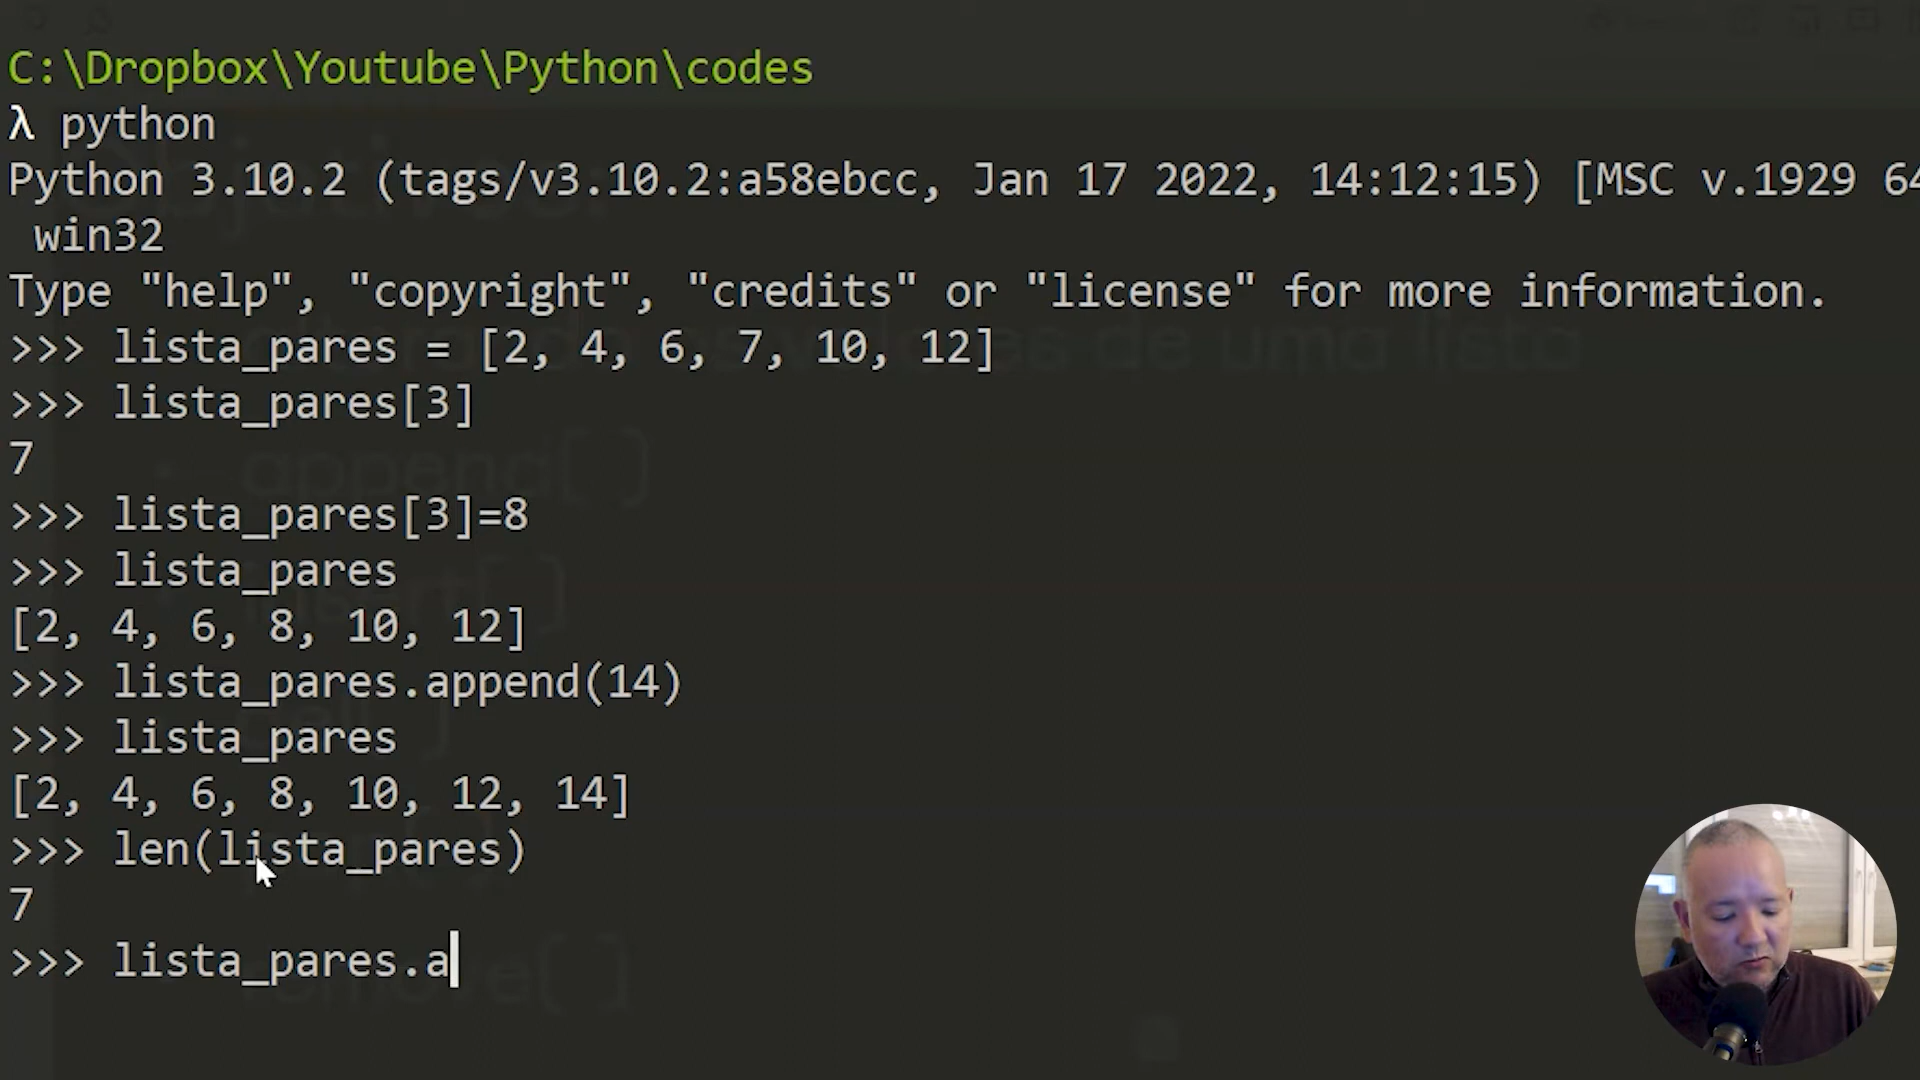 C:\Dropbox\Youtube\Python\codes
λ python
Python 3.10.2 (tags/v3.10.2:a58ebcc, Jan 17 2022, 14:12:15) [MSC v.1929 64
win32
Type "help", "copyright", "credits" or "license" for more information.
>>> lista_pares = [2, 4, 6, 7, 10, 12]
>>> lista_pares[3]
7
>>> lista_pares[3]=8
>>> lista_pares
[2, 4, 6, 8, 10, 12]
>>> lista_pares.append(14)
>>> lista_pares
[2, 4, 6, 8, 10, 12, 14]
>>> len(lista_pares)
7
>>> lista_pares.a